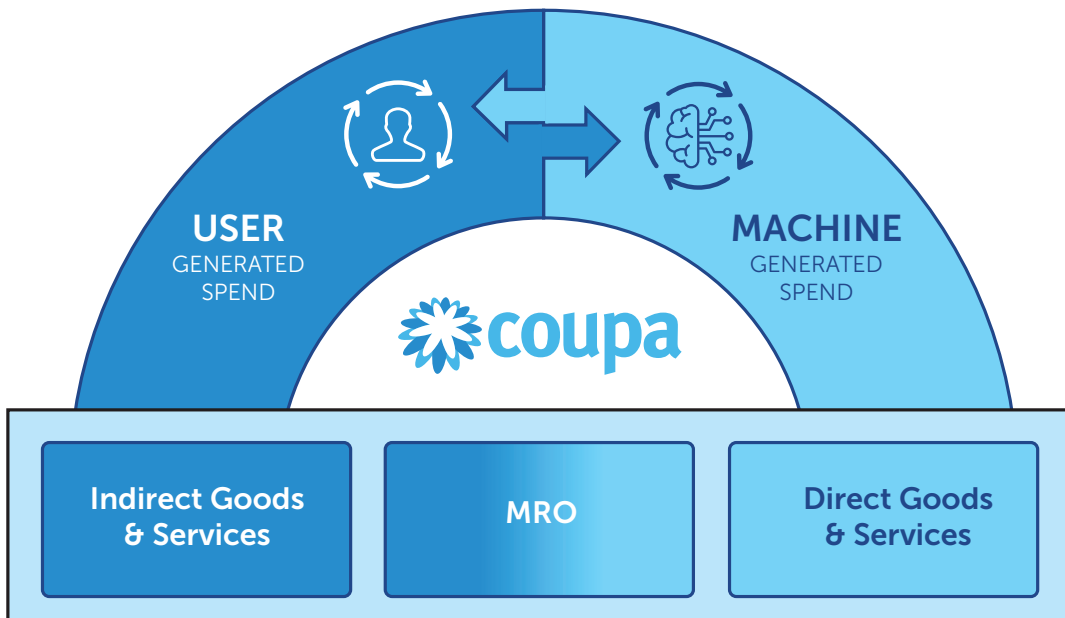 USER
GENERATED
SPEND
MACHINE
GENERATED
SPEND
coupa
Indirect Goods
& Services
MRO
Direct Goods
& Services